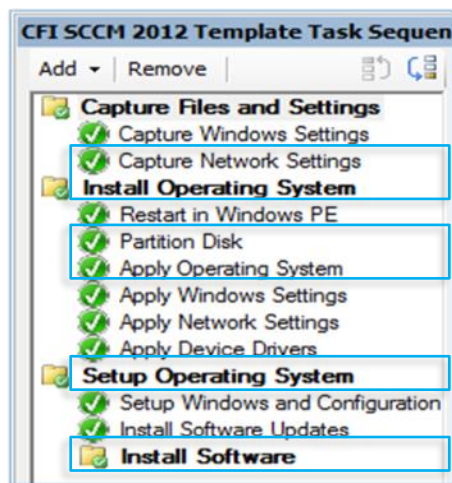 CFI SCCM 2012 Template Task Sequen
Add Remove
Capture Files and Settings
Capture Windows Settings
Capture Network Settings
Install Operating System
Restart in Windows PE
Partition Disk
Apply Operating System
Apply Windows Settings
Apply Network Settings
Apply Device Drivers
Setup Operating System
Setup Windows and Configuration
Install Software Updates
Install Software